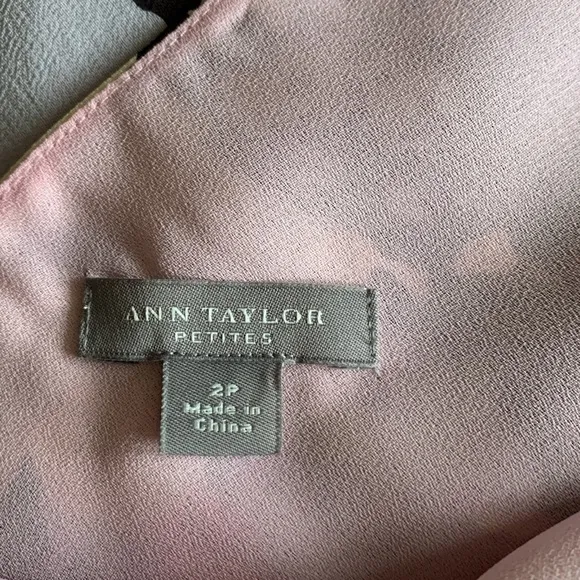 ANN TAYLOR
PETITES
2P
Made in
China